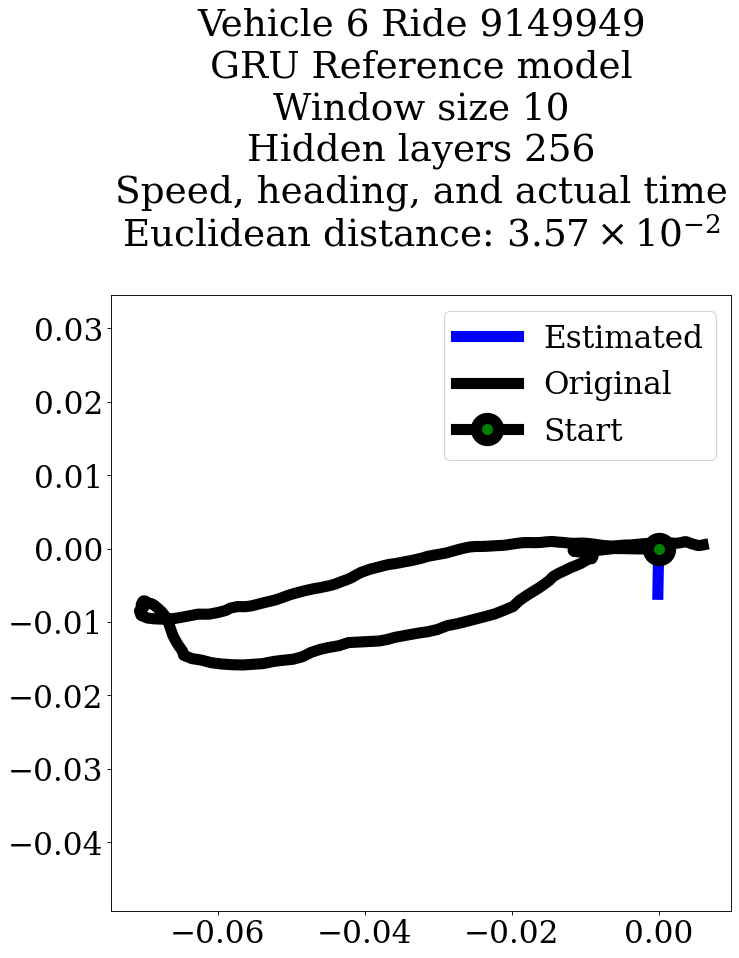 Vehicle 6 Ride 9149949
GRU Reference model
Window size 10
Hidden layers 256
Speed, heading, and actual time
Euclidean distance: 3.57 × 10⁻²
Estimated
Original
Start
0.03
0.02
0.01
0.00
−0.01
−0.02
−0.03
−0.04
−0.06 −0.04 −0.02 0.00